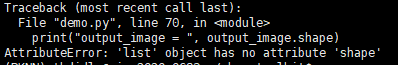 Traceback (most recent call last):
  File "demo.py", line 70, in <module>
    print("output_image = ", output_image.shape)
AttributeError: 'list' object has no attribute 'shape'